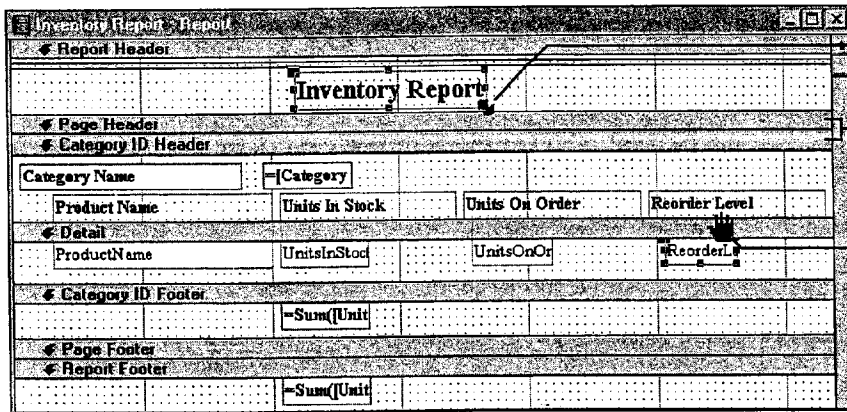 Inventory Report - Report
Report Header
Inventory Report
Page Header
Category ID Header
Category Name =[Category
Product Name Units In Stock Units On Order Reorder Level
Detail
ProductName UnitsInStoc UnitsOnOr ReorderL
Category ID Footer
=Sum([Unit
Page Footer
Report Footer
=Sum([Unit